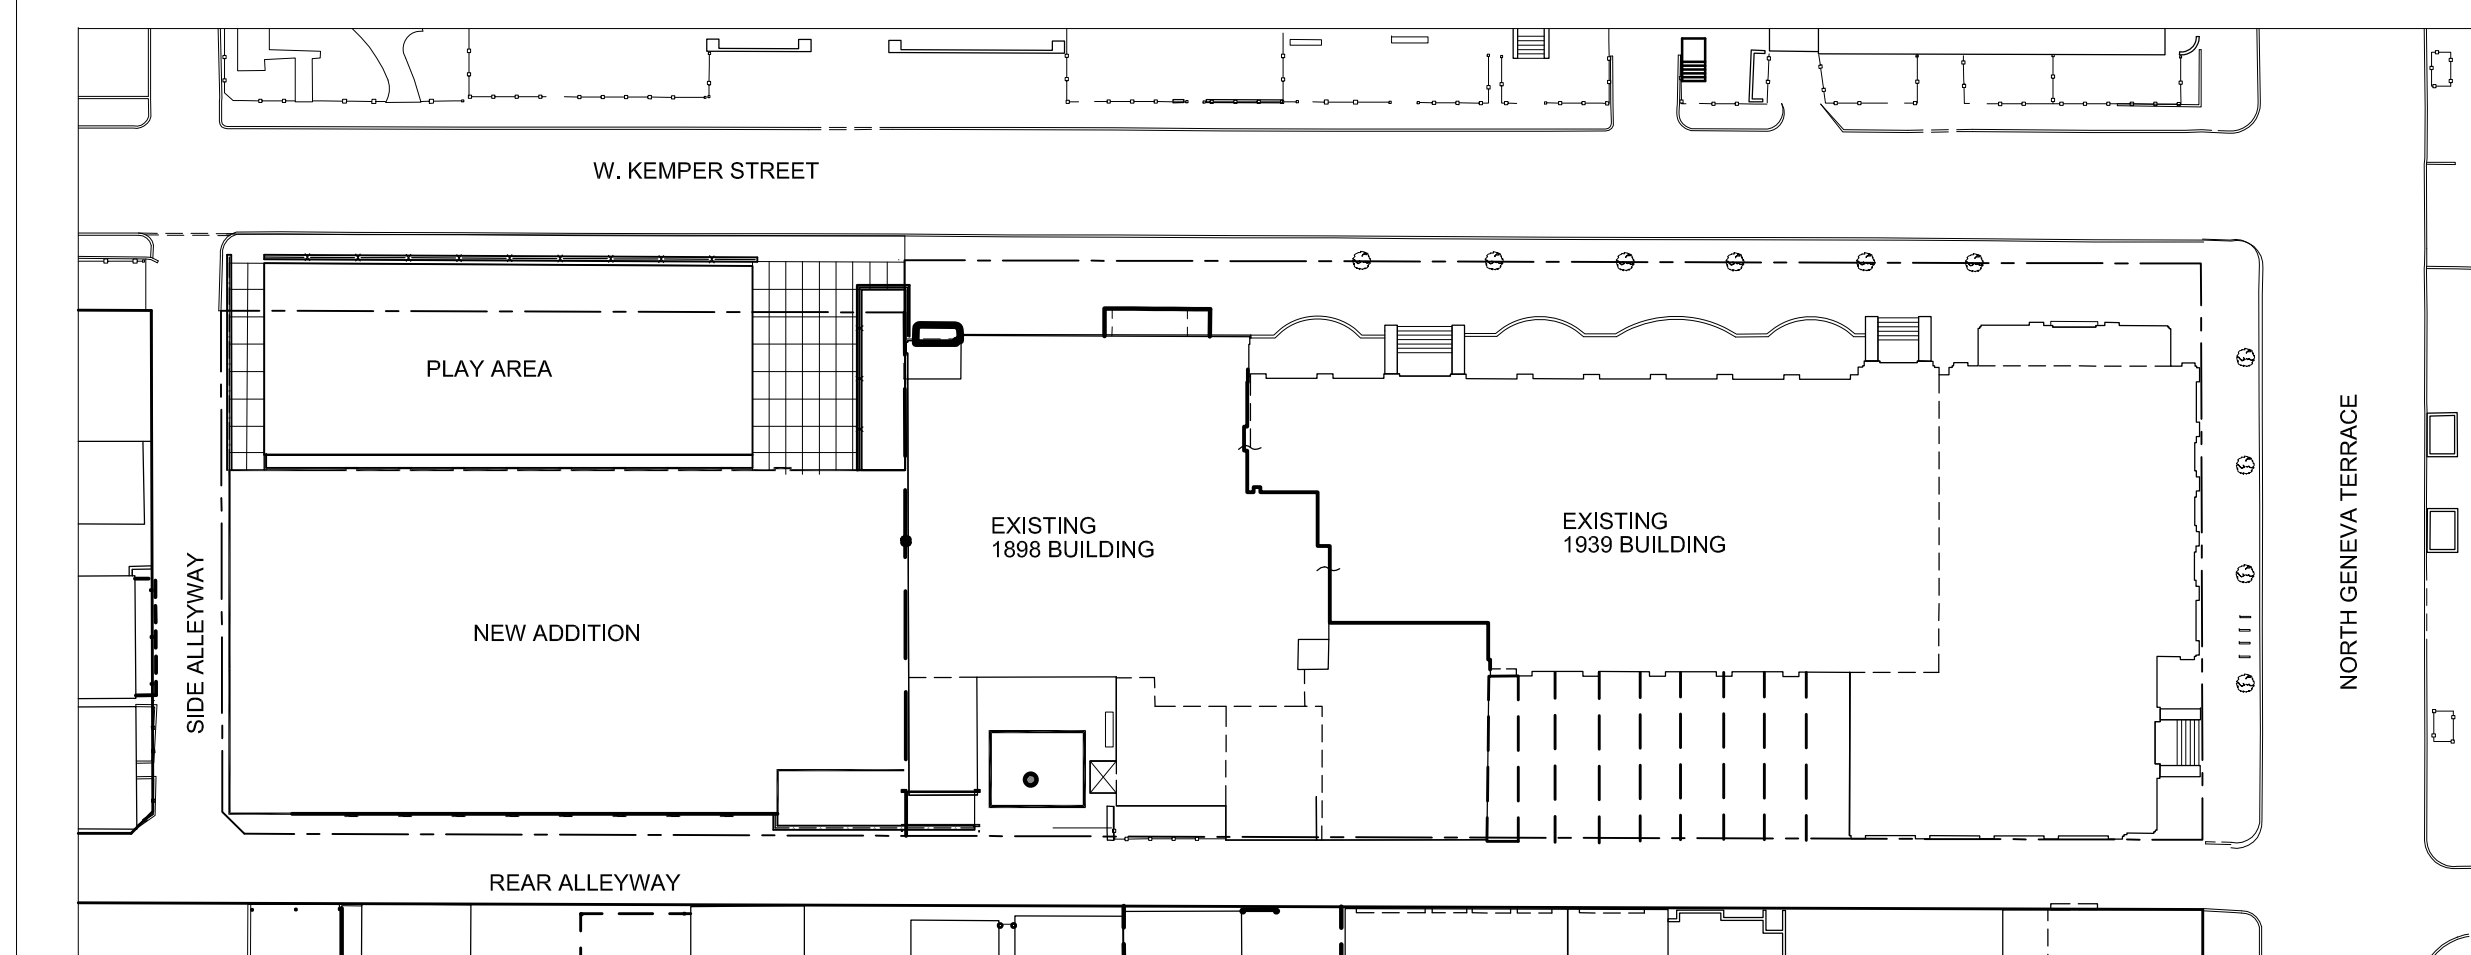 W. KEMPER STREET
PLAY AREA
EXISTING
1898 BUILDING
EXISTING
1939 BUILDING
NORTH GENEVA TERRACE
SIDE ALLEYWAY
NEW ADDITION
REAR ALLEYWAY